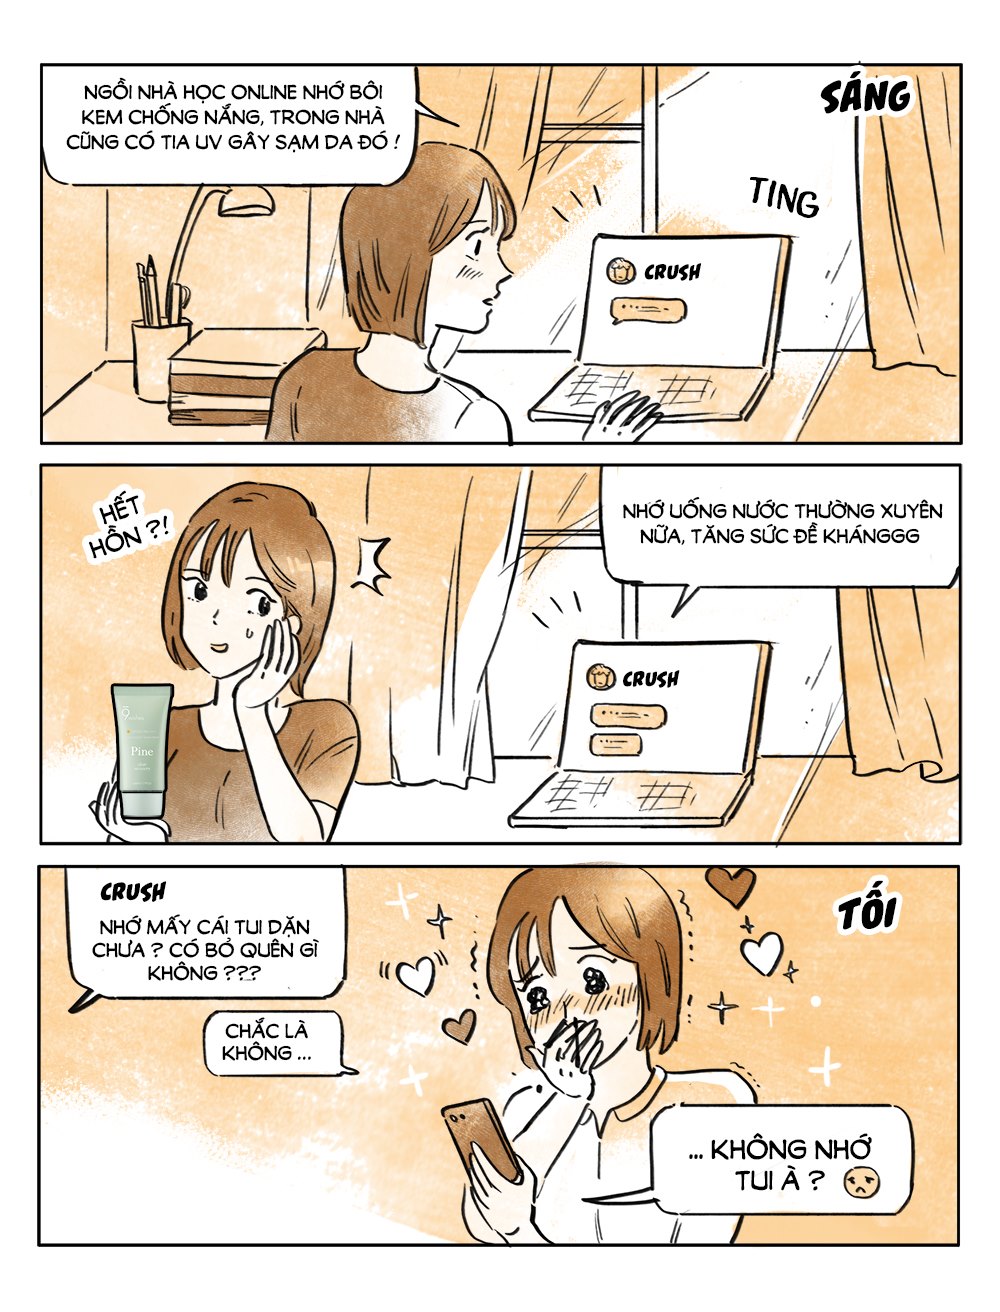 NGỒI NHÀ HỌC ONLINE NHỚ BÔI
KEM CHỐNG NẮNG, TRONG NHÀ
CŨNG CÓ TIA UV GÂY SẠM DA ĐÓ !
SÁNG
TING
CRUSH
HẾT
HỒN ?!
NHỚ UỐNG NƯỚC THƯỜNG XUYÊN
NỮA, TĂNG SỨC ĐỀ KHÁNGGG
CRUSH
9wishes
Pine
CRUSH
NHỚ MẤY CÁI TUI DẶN
CHƯA ? CÓ BỎ QUÊN GÌ
KHÔNG ???
TỐI
CHẮC LÀ
KHÔNG ...
... KHÔNG NHỚ
TUI À ?